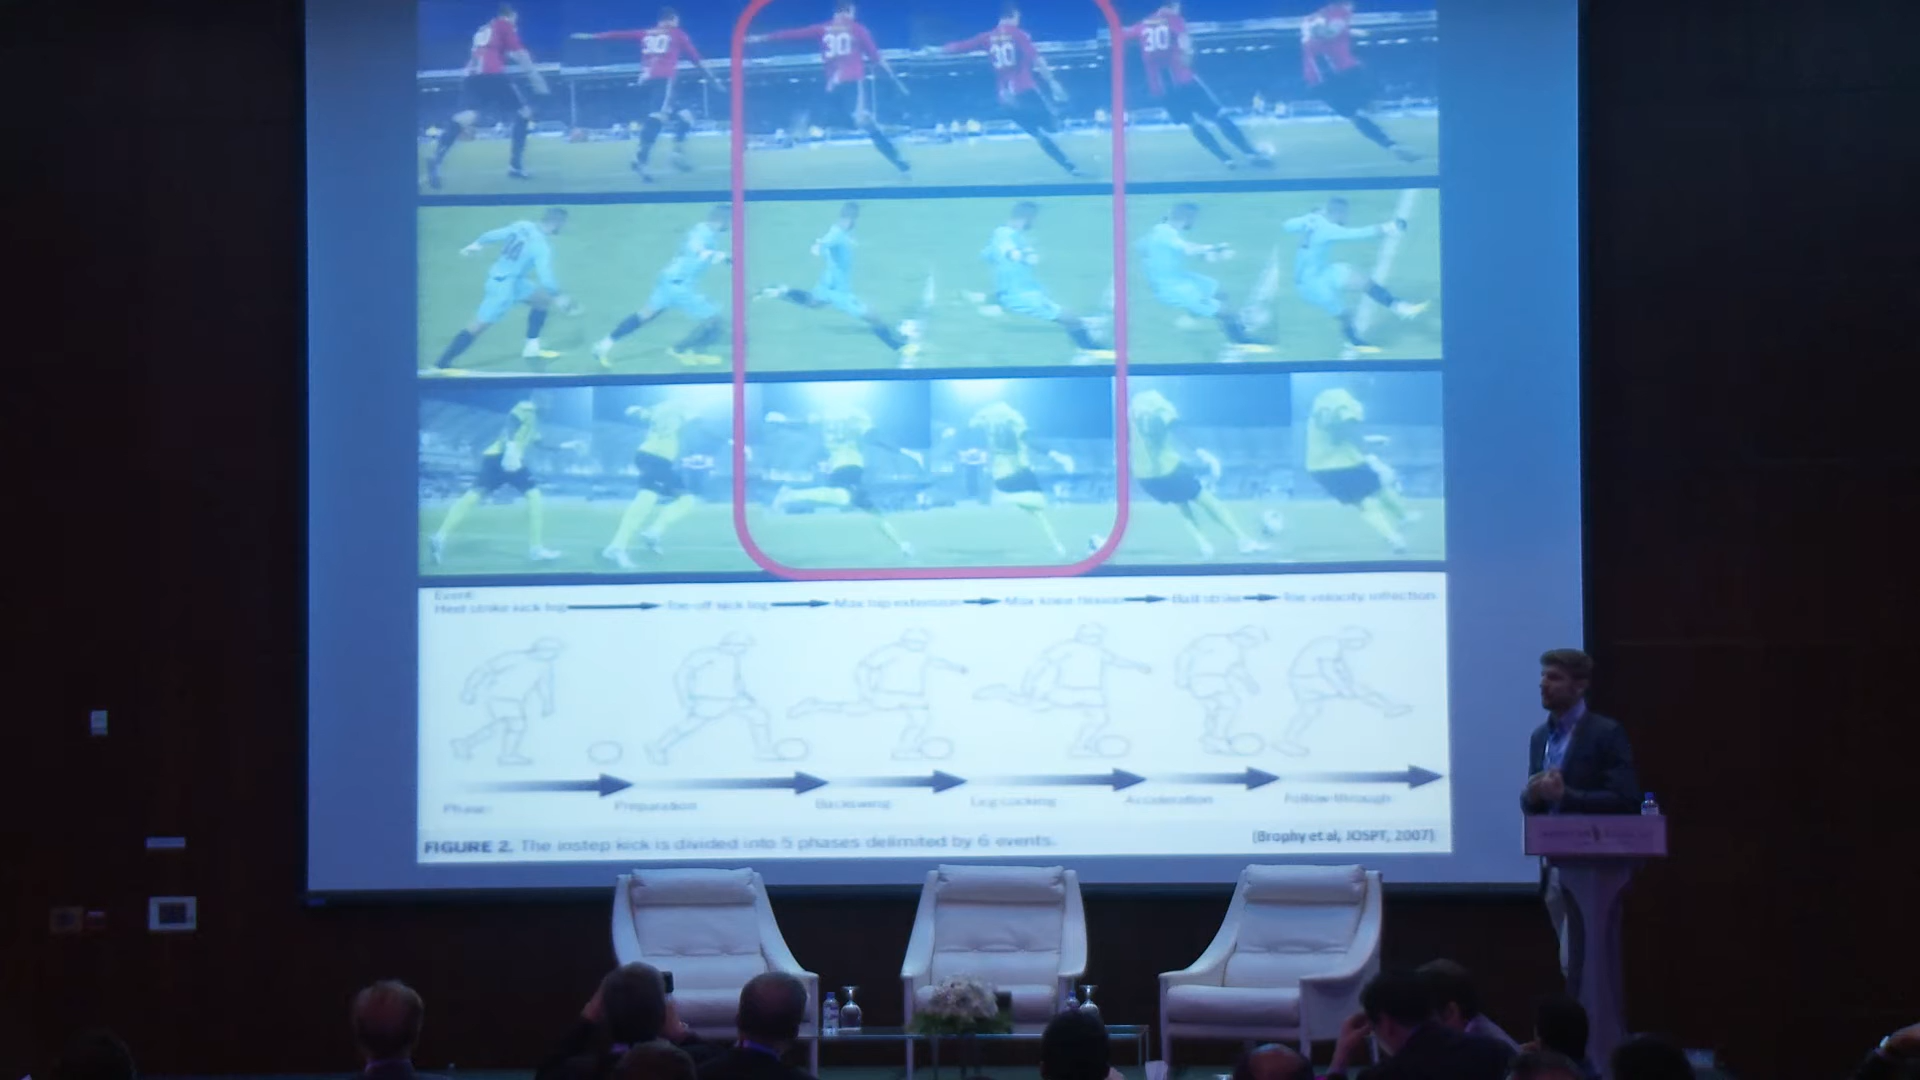 30
30
30
30
Event:
Heel strike kick leg
Toe-off kick leg
Max hip extension
Max knee flexion
Ball strike
Toe velocity inflection
Phase:
Preparation
Backswing
Leg cocking
Acceleration
Follow-through
FIGURE 2. The instep kick is divided into 5 phases delimited by 6 events.
(Brophy et al, JOSPT, 2007)